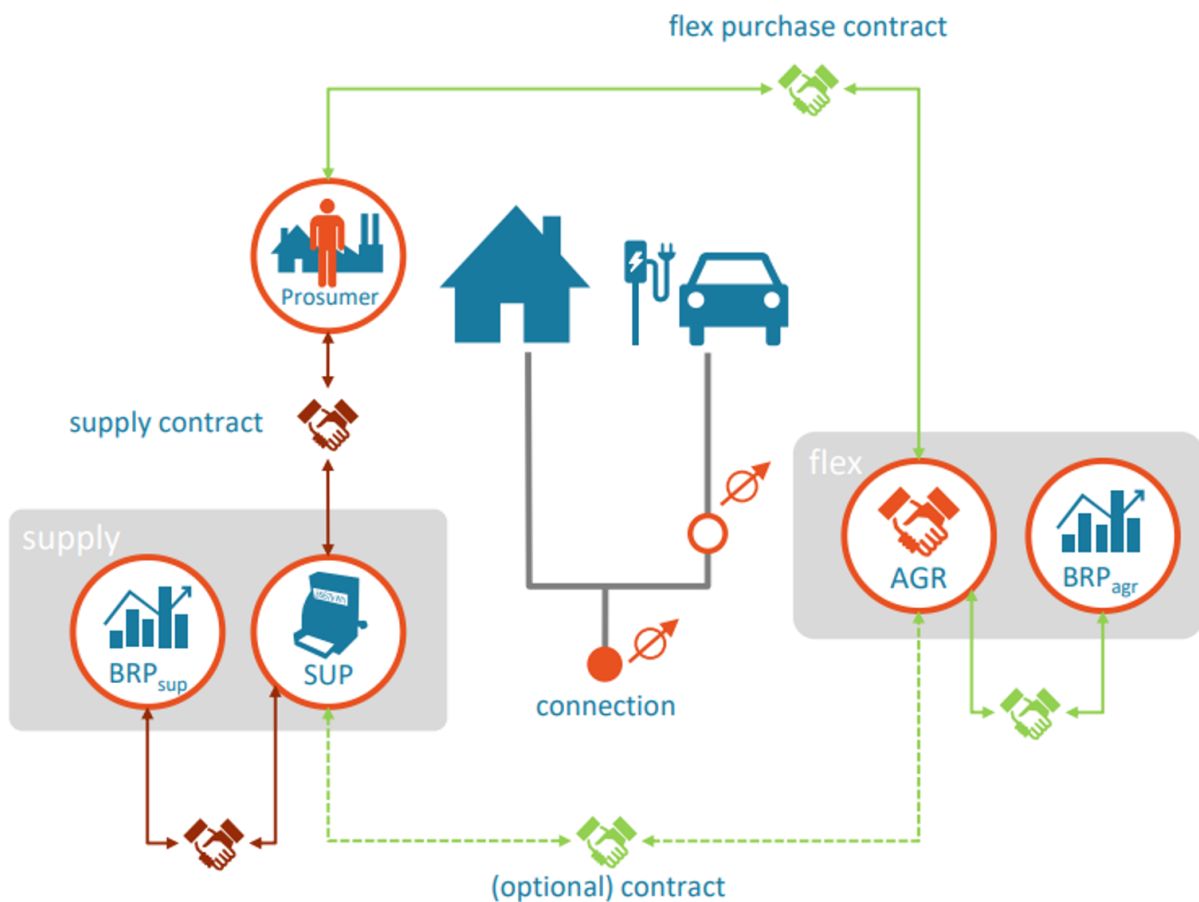 flex purchase contract
Prosumer
supply contract
flex
supply
AGR
BRPagr
BRPsup
SUP
connection
(optional) contract